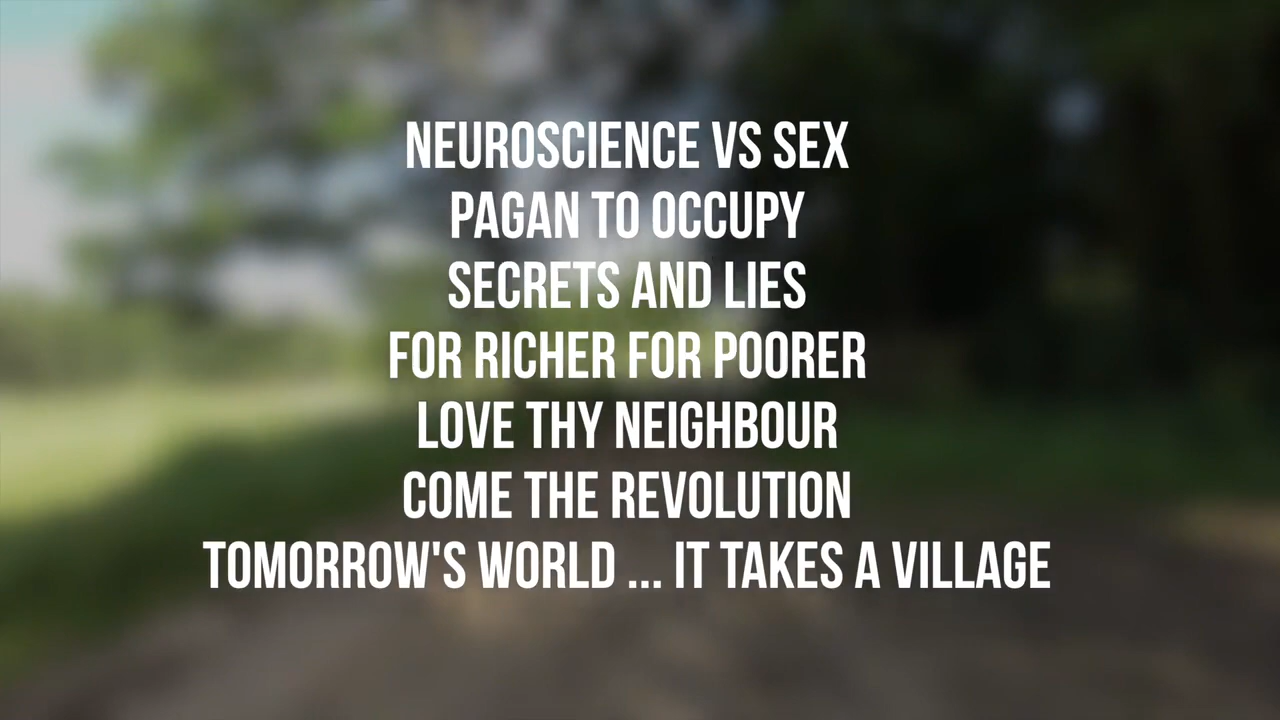 NEUROSCIENCE VS SEX
PAGAN TO OCCUPY
SECRETS AND LIES
FOR RICHER FOR POORER
LOVE THY NEIGHBOUR
COME THE REVOLUTION
TOMORROW'S WORLD ... IT TAKES A VILLAGE